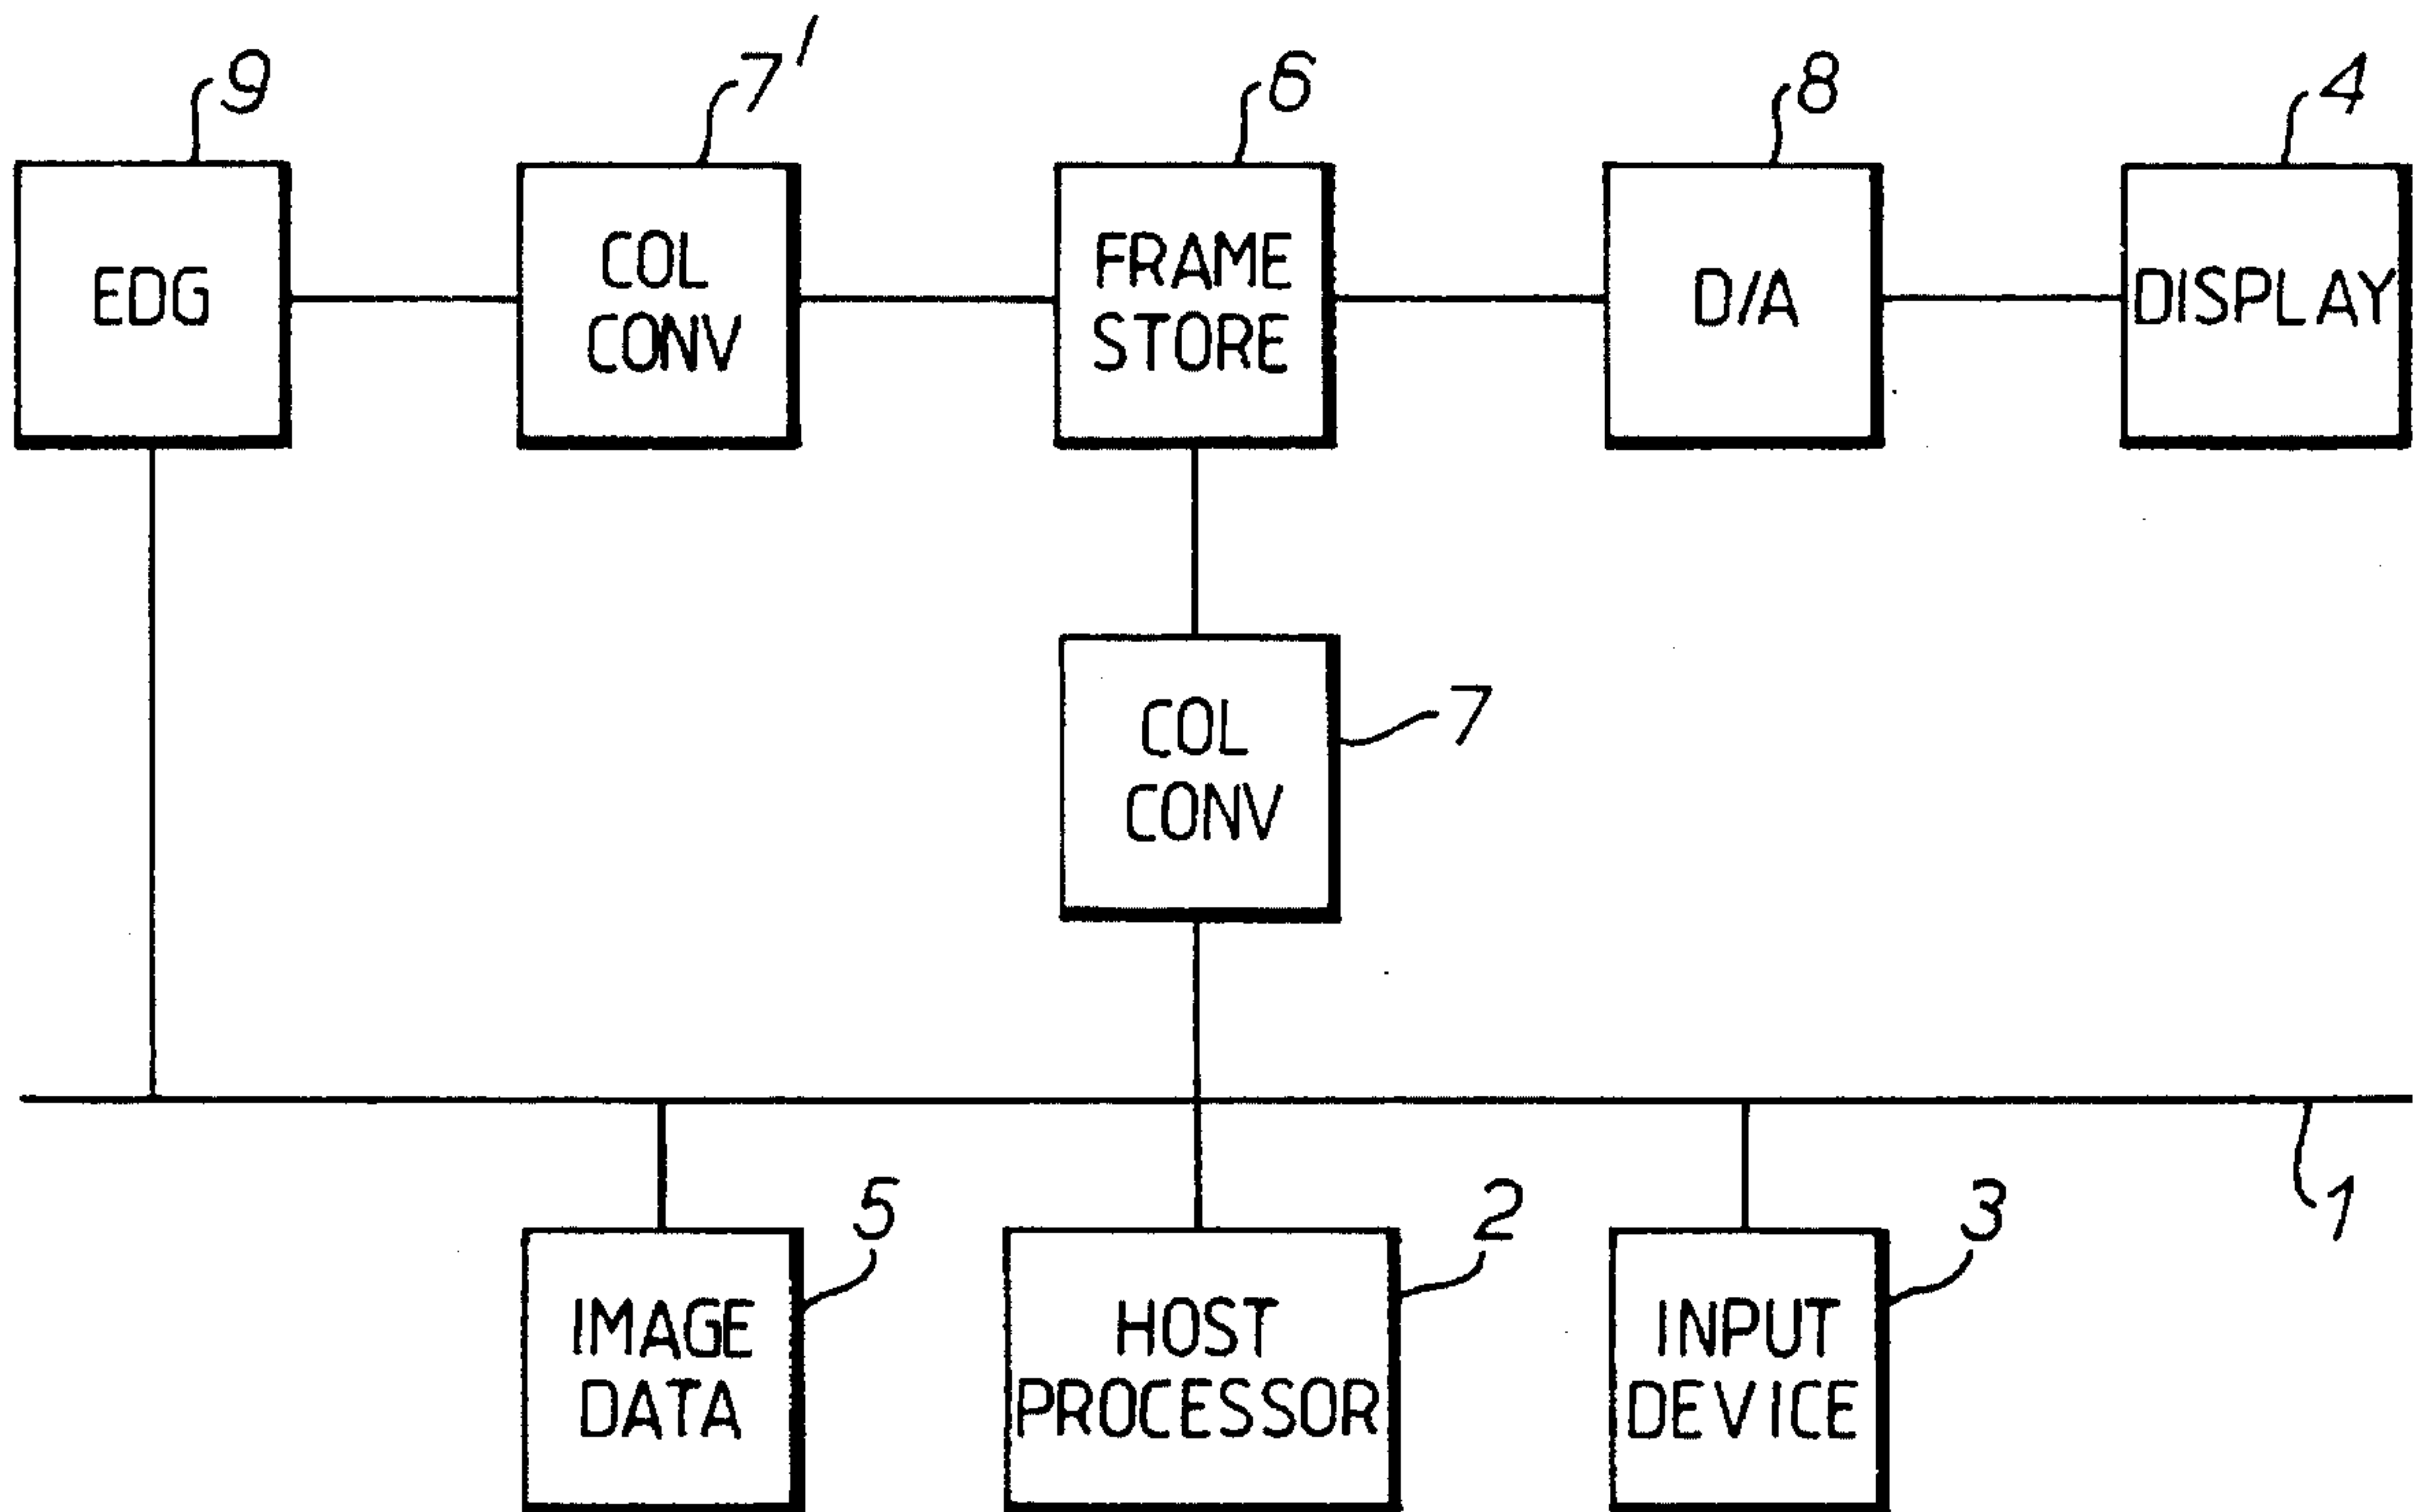 9
7'
6
8
4
EDG
COL
CONV
FRAME
STORE
D/A
DISPLAY
COL
CONV
7
5
2
3
1
IMAGE
DATA
HOST
PROCESSOR
INPUT
DEVICE